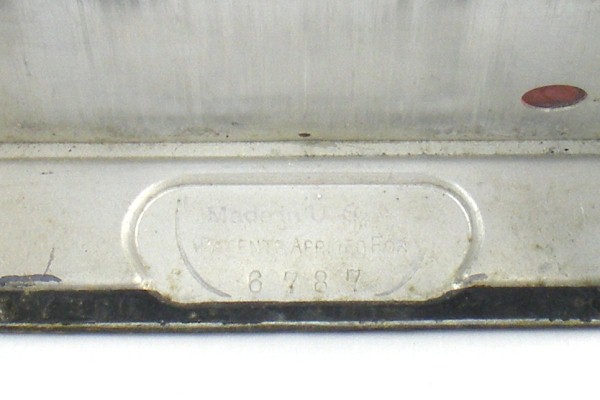 Made in U.S.A.
PATENTS APPLIED FOR
6787